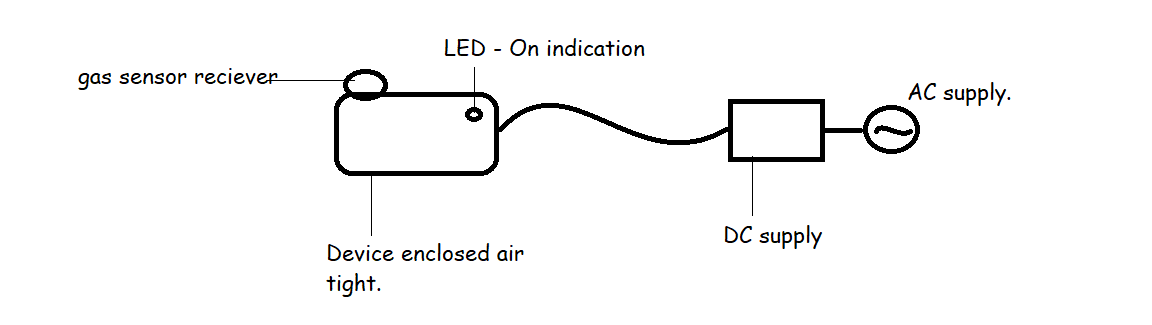 LED - On indication
gas sensor reciever
AC supply.
DC supply
Device enclosed air
tight.